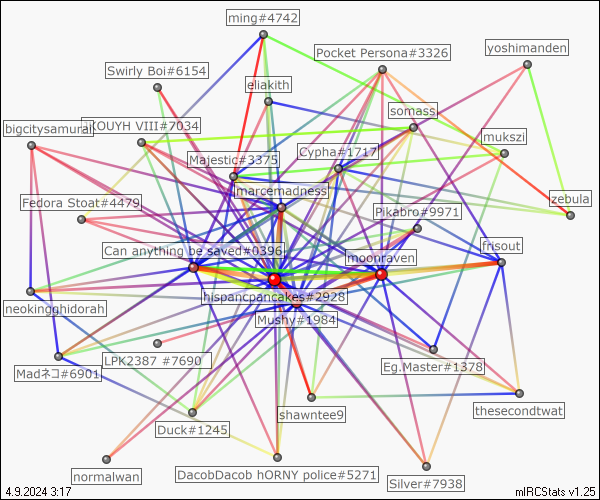 ming#4742
Pocket Persona#3326
yoshimanden
Swirly Boi#6154
eliakith
somass
bigcitysamurai
KOUYH VIII#7034
mukszi
Majestic#3375
Cypha#1717
marcemadness
zebula
Fedora Stoat#4479
Pikabro#9971
Can anything be saved#0396
moonraven
frisout
hispancpancakes#2928
neokingghidorah
Mushy#1984
LPK2387 #7690
Eg.Master#1378
Madネコ#6901
shawntee9
thesecondtwat
Duck#1245
normalwan
DacobDacob hORNY police#5271
Silver#7938
4.9.2024 3:17
mIRCStats v1.25